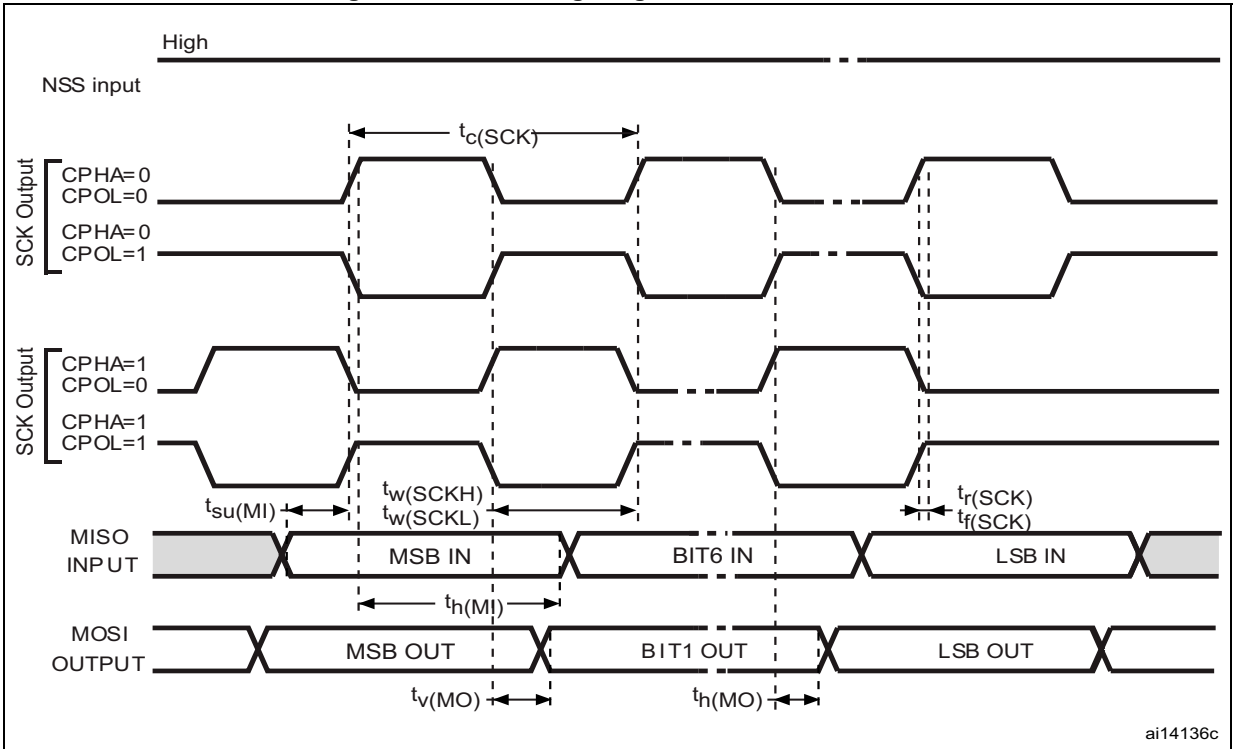 High
NSS input
tc(SCK)
SCK Output
CPHA=0
CPOL=0
CPHA=0
CPOL=1
SCK Output
CPHA=1
CPOL=0
CPHA=1
CPOL=1
tsu(MI)
tw(SCKH)
tw(SCKL)
tr(SCK)
tf(SCK)
MISO
INPUT
MSB IN
BIT6 IN
LSB IN
th(MI)
MOSI
OUTPUT
MSB OUT
BIT1 OUT
LSB OUT
tv(MO)
th(MO)
ai14136c